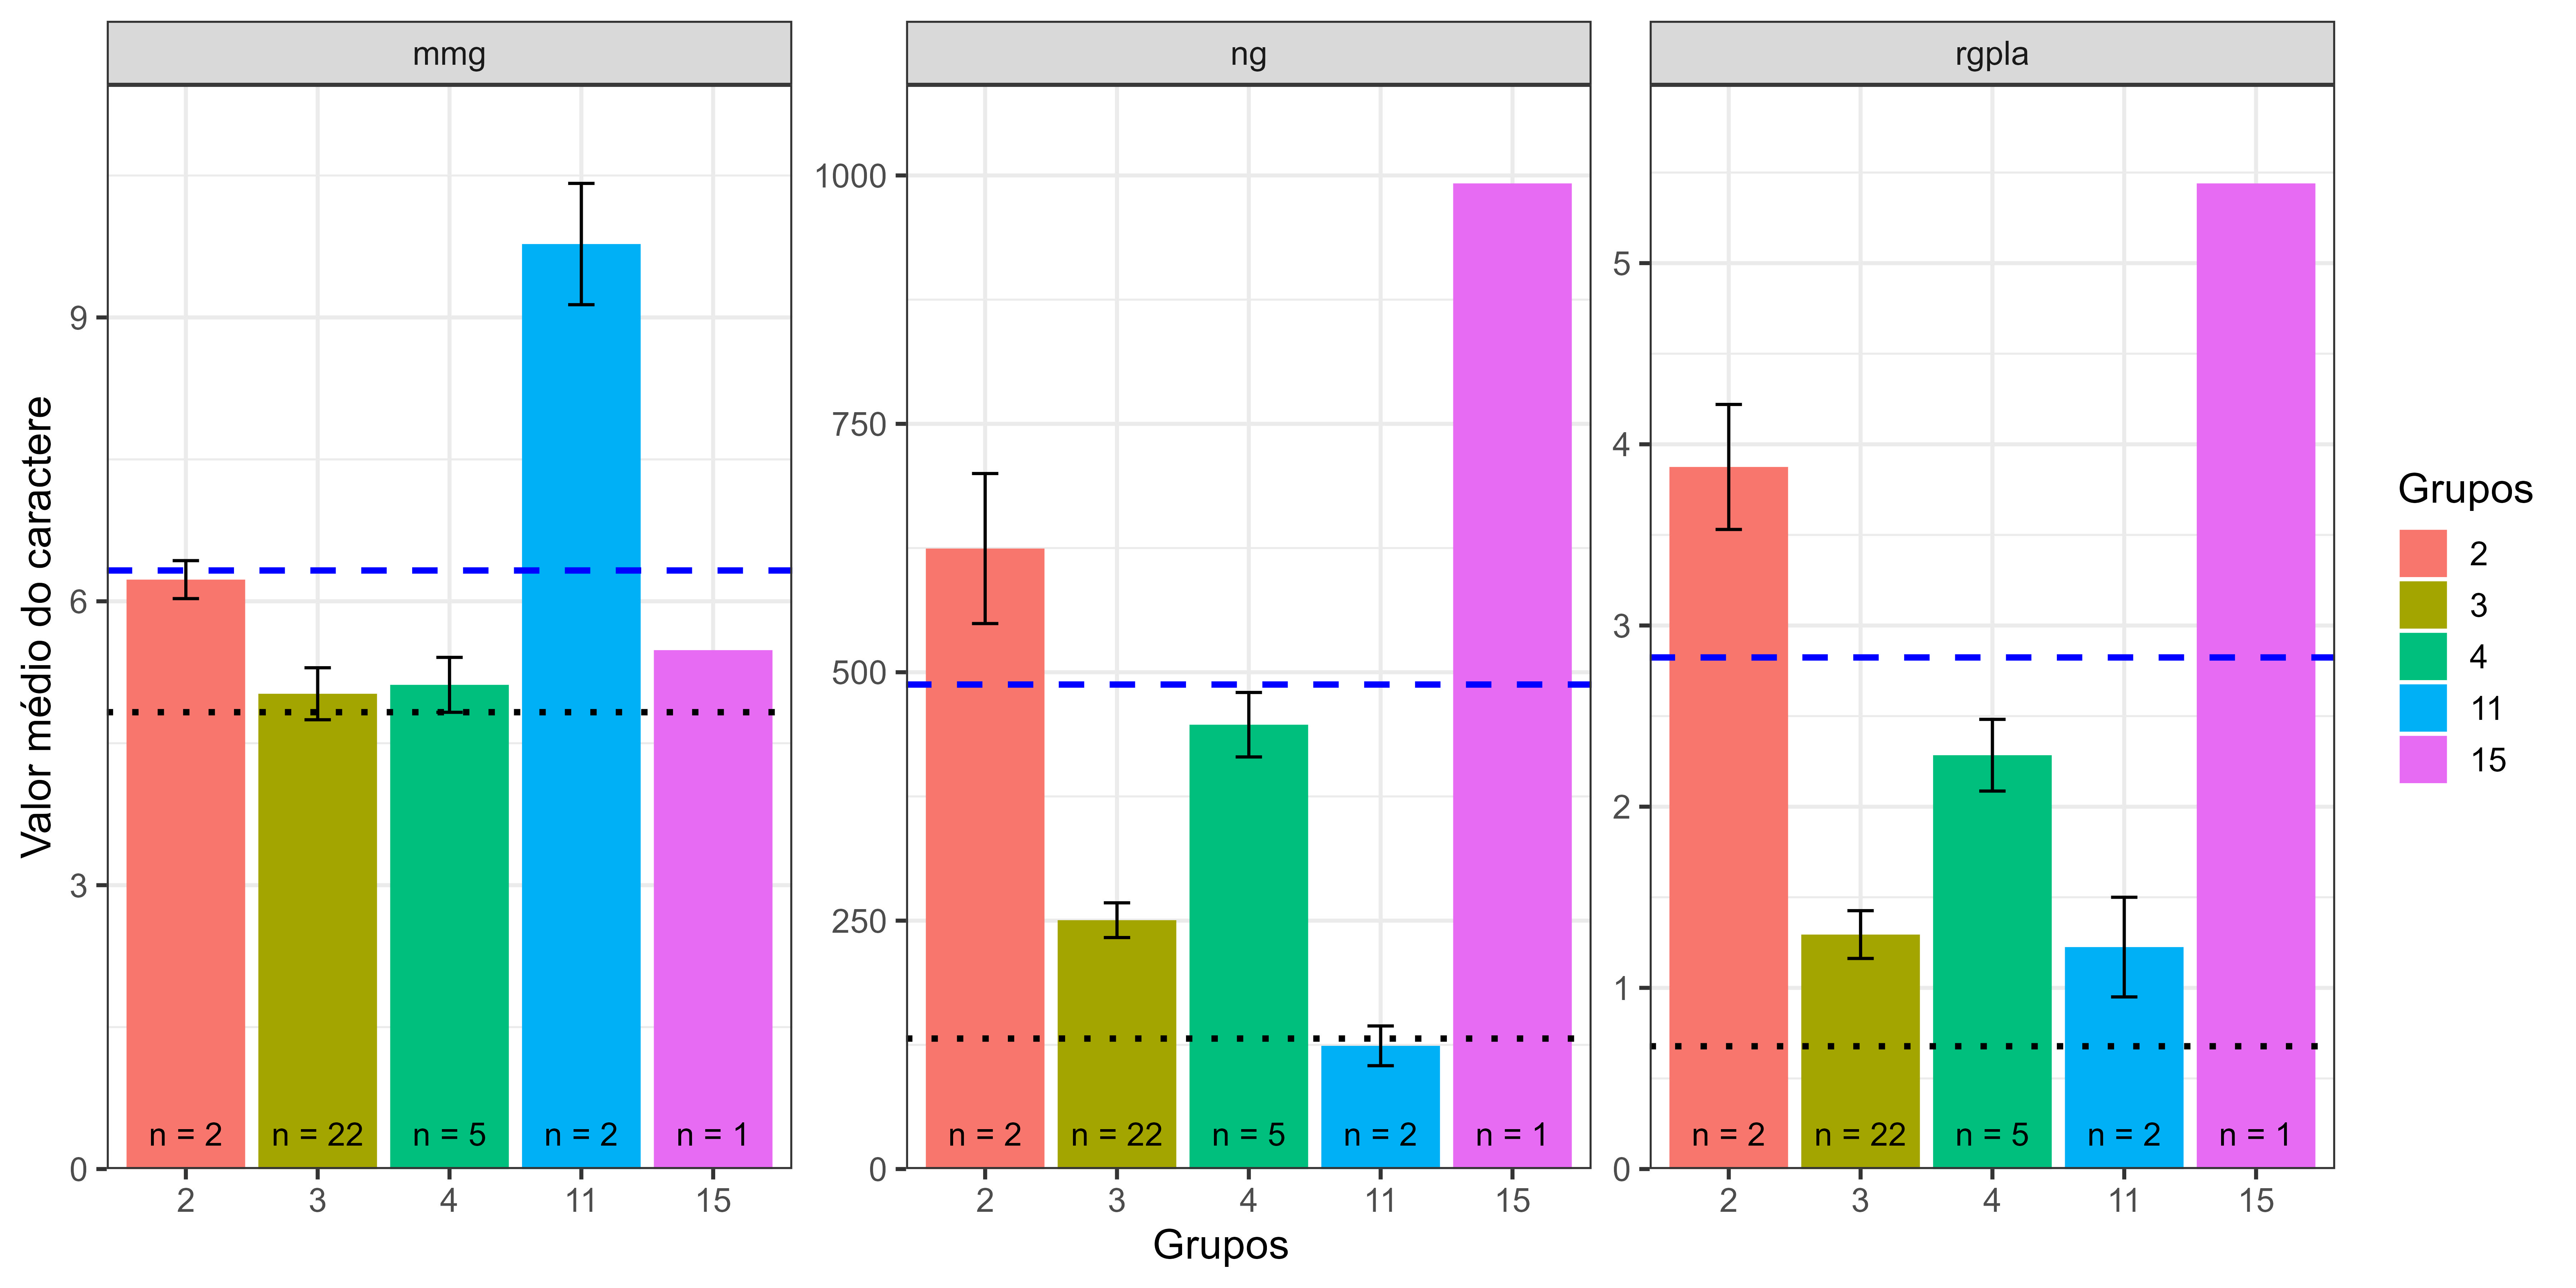 mmg
ng
rgpla
Valor médio do caractere
9
6
3
0
n = 2
n = 22
n = 5
n = 2
n = 1
2
3
4
11
15
1000
750
500
250
0
n = 2
n = 22
n = 5
n = 2
n = 1
2
3
4
11
15
5
4
3
2
1
0
n = 2
n = 22
n = 5
n = 2
n = 1
2
3
4
11
15
Grupos
Grupos
2
3
4
11
15